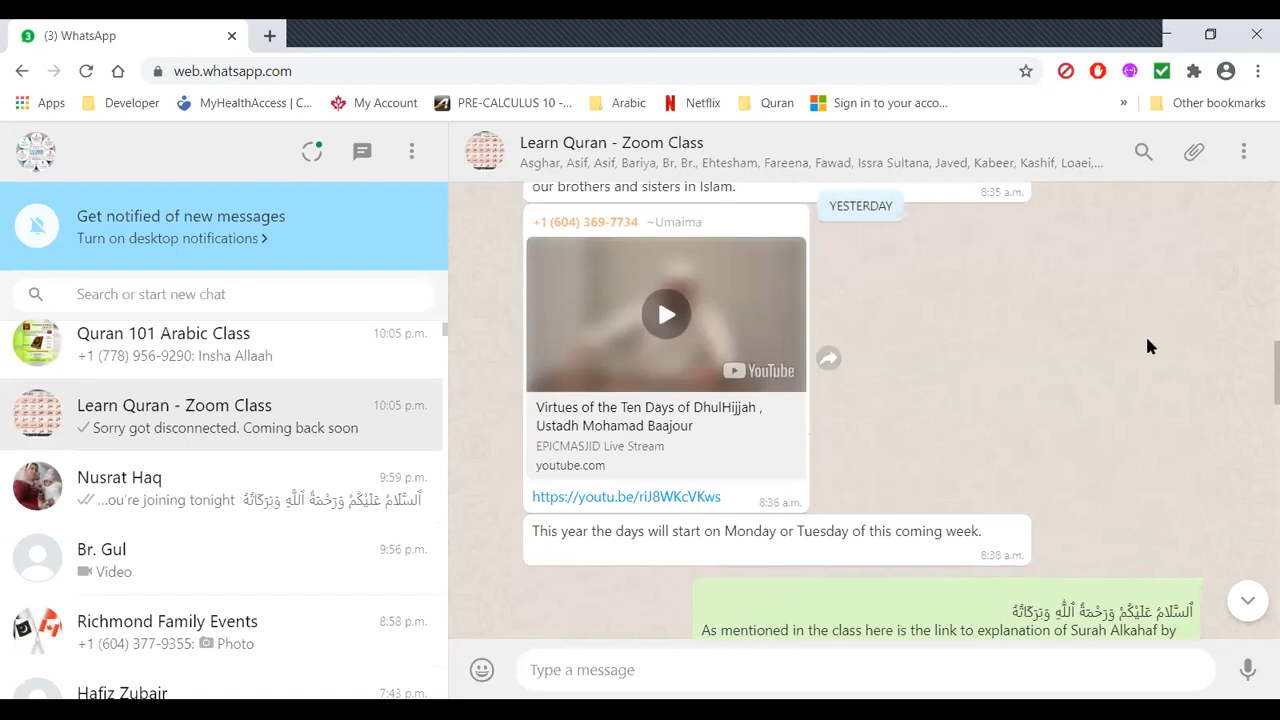 (3) WhatsApp
web.whatsapp.com
Apps
Developer
MyHealthAccess | C...
My Account
PRE-CALCULUS 10 -...
Arabic
Netflix
Quran
Sign in to your acco...
»
Other bookmarks
Get notified of new messages
Turn on desktop notifications >
Search or start new chat
Quran 101 Arabic Class
10:05 p.m.
+1 (778) 956-9290: Insha Allaah
Learn Quran - Zoom Class
10:05 p.m.
Sorry got disconnected. Coming back soon
Nusrat Haq
9:59 p.m.
...ou're joining tonight اَلسَّلَامُ عَلَيْكُمْ وَرَحْمَةُ اللَّهِ وَبَرَكَاتُهُ
Br. Gul
9:56 p.m.
Video
Richmond Family Events
8:58 p.m.
+1 (604) 377-9355: Photo
Hafiz Zubair
7:43 p.m.
Learn Quran - Zoom Class
Asghar, Asif, Asif, Bariya, Br, Br., Ehtesham, Fareena, Fawad, Issra Sultana, Javed, Kabeer, Kashif, Loaei,...
our brothers and sisters in Islam.
8:35 a.m.
YESTERDAY
+1 (604) 369-7734 ~Umaima
YouTube
Virtues of the Ten Days of DhulHijjah ,
Ustadh Mohamad Baajour
EPICMASJID Live Stream
youtube.com
https://youtu.be/riJ8WKcVKws
8:36 a.m.
This year the days will start on Monday or Tuesday of this coming week.
8:38 a.m.
اَلسَّلَامُ عَلَيْكُمْ وَرَحْمَةُ اللَّهِ وَبَرَكَاتُهُ
As mentioned in the class here is the link to explanation of Surah Alkahaf by
Type a message